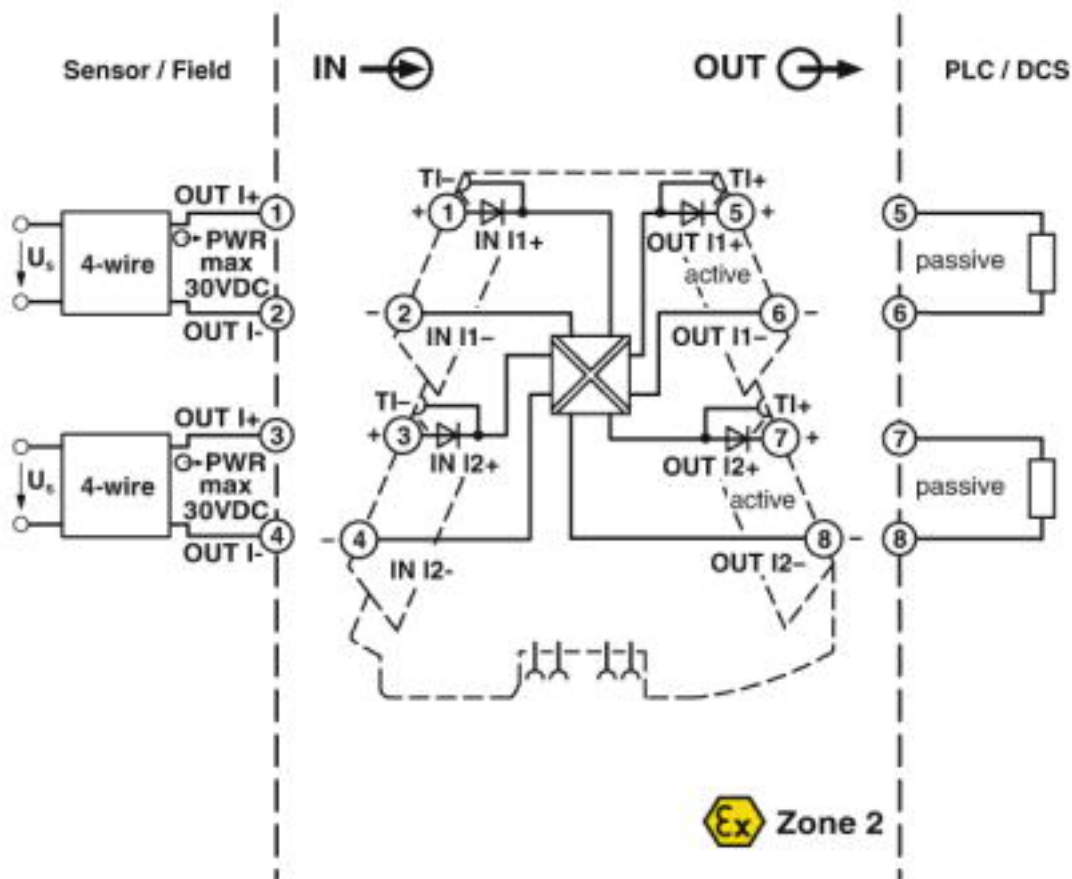 Sensor / Field
IN
OUT
PLC / DCS
OUT I+
1
PWR
max
30VDC
4-wire
Us
2
OUT I-
OUT I+
3
PWR
max
30VDC
4-wire
Us
4
OUT I-
TI−
+ 1
IN I1+
− 2
IN I1−
TI−
+ 3
IN I2+
− 4
IN I2-
TI+
5 +
OUT I1+
active
6 −
OUT I1−
TI+
7 +
OUT I2+
active
8 −
OUT I2−
5
passive
6
7
passive
8
Ex Zone 2